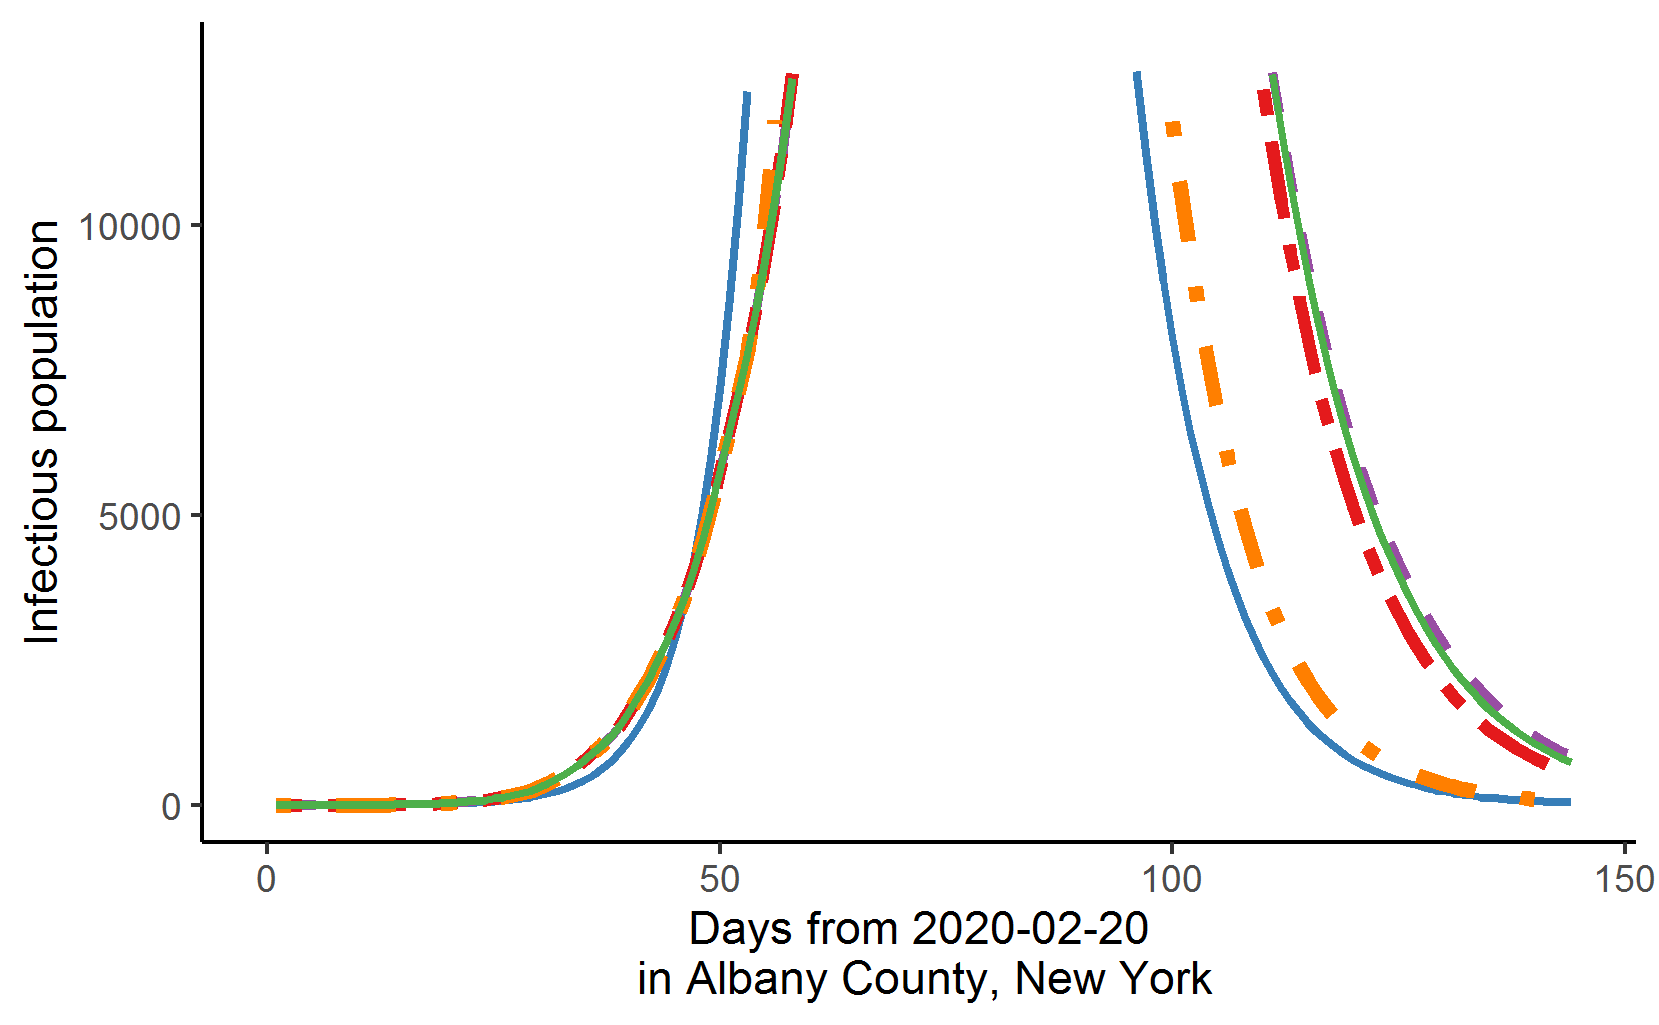 Infectious population
10000
5000
0
0 50 100 150
Days from 2020-02-20
in Albany County, New York